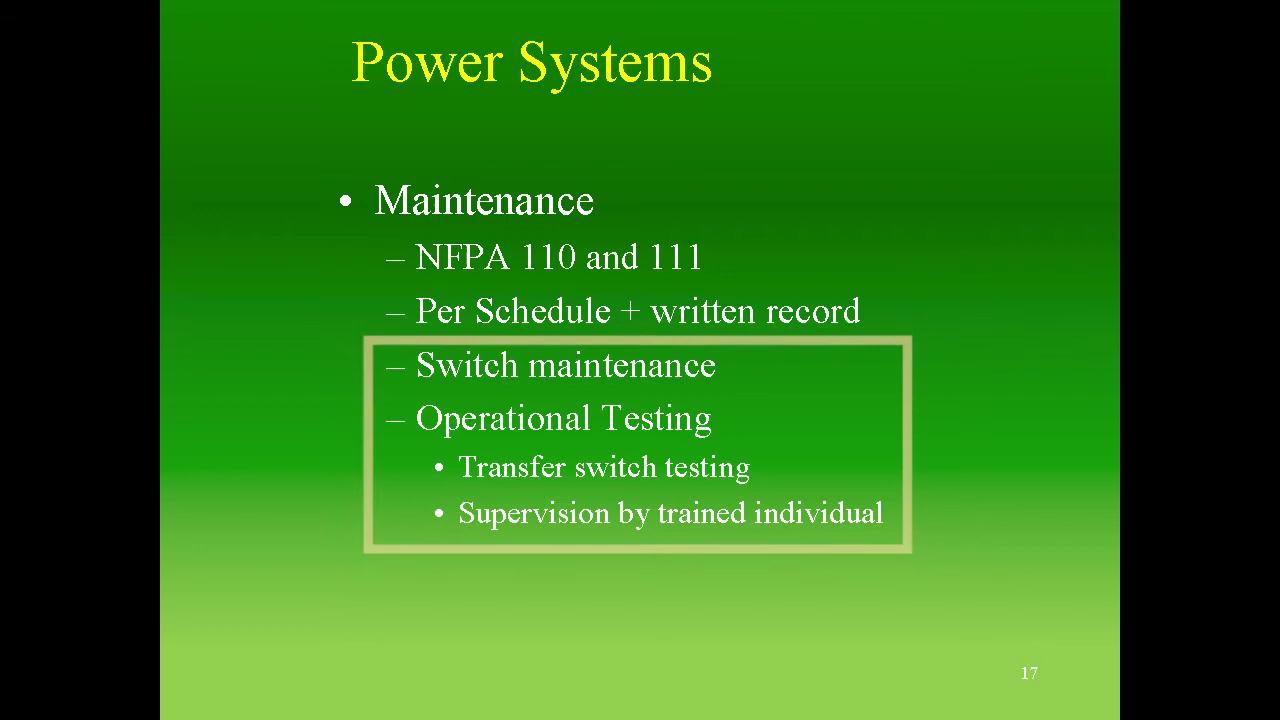 Power Systems
• Maintenance
– NFPA 110 and 111
– Per Schedule + written record
– Switch maintenance
– Operational Testing
• Transfer switch testing
• Supervision by trained individual
17